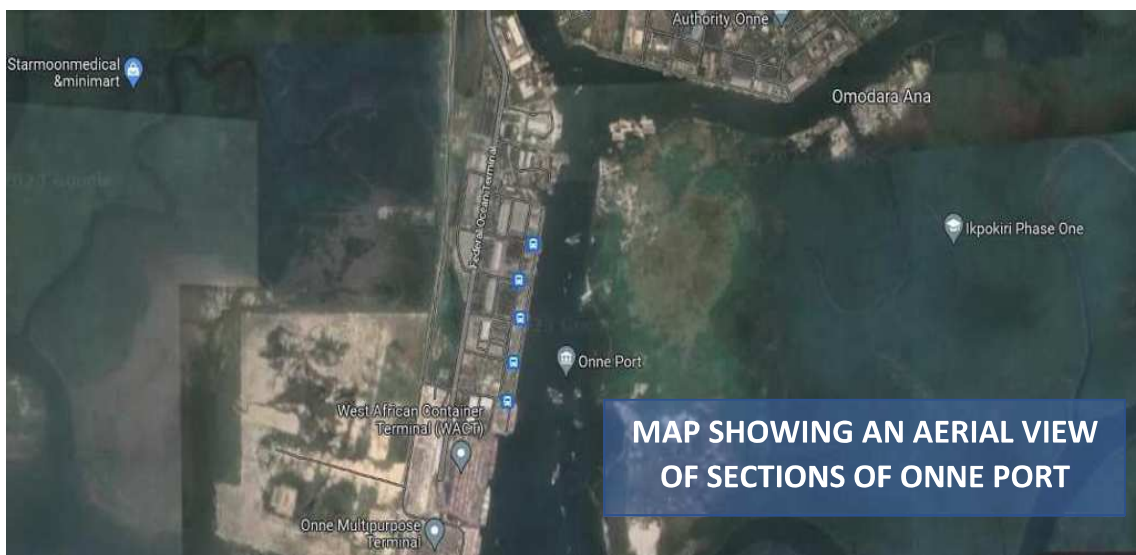 Authority Onne
Starmoonmedical
&minimart
Omodara Ana
Federal Ocean Terminal
Ikpokiri Phase One
Onne Port
West African Container
Terminal (WACT)
MAP SHOWING AN AERIAL VIEW
OF SECTIONS OF ONNE PORT
Onne Multipurpose
Terminal